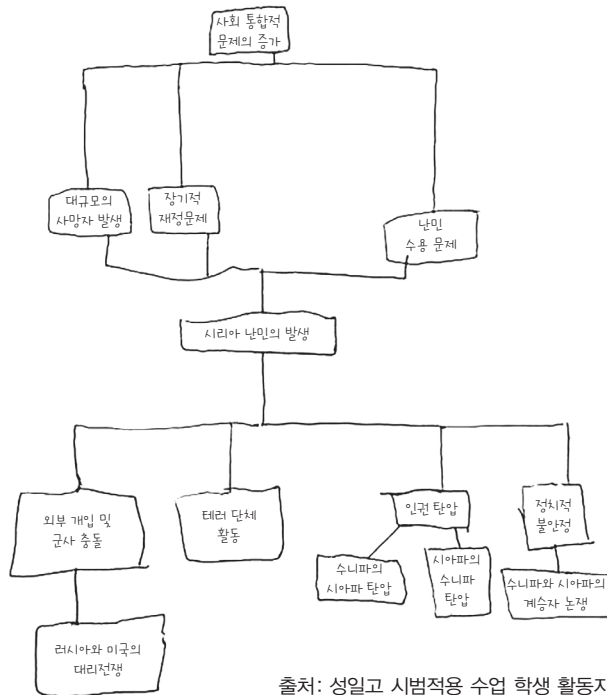 사회 통합적
문제의 증가
대규모의
사망자 발생
장기적
재정문제
난민
수용 문제
시리아 난민의 발생
외부 개입 및
군사 충돌
테러 단체
활동
인권 탄압
정치적
불안정
수니파의
시아파 탄압
시아파의
수니파
탄압
수니파와 시아파의
계승자 논쟁
러시아와 미국의
대리전쟁
출처: 성일고 시범적용 수업 학생 활동지